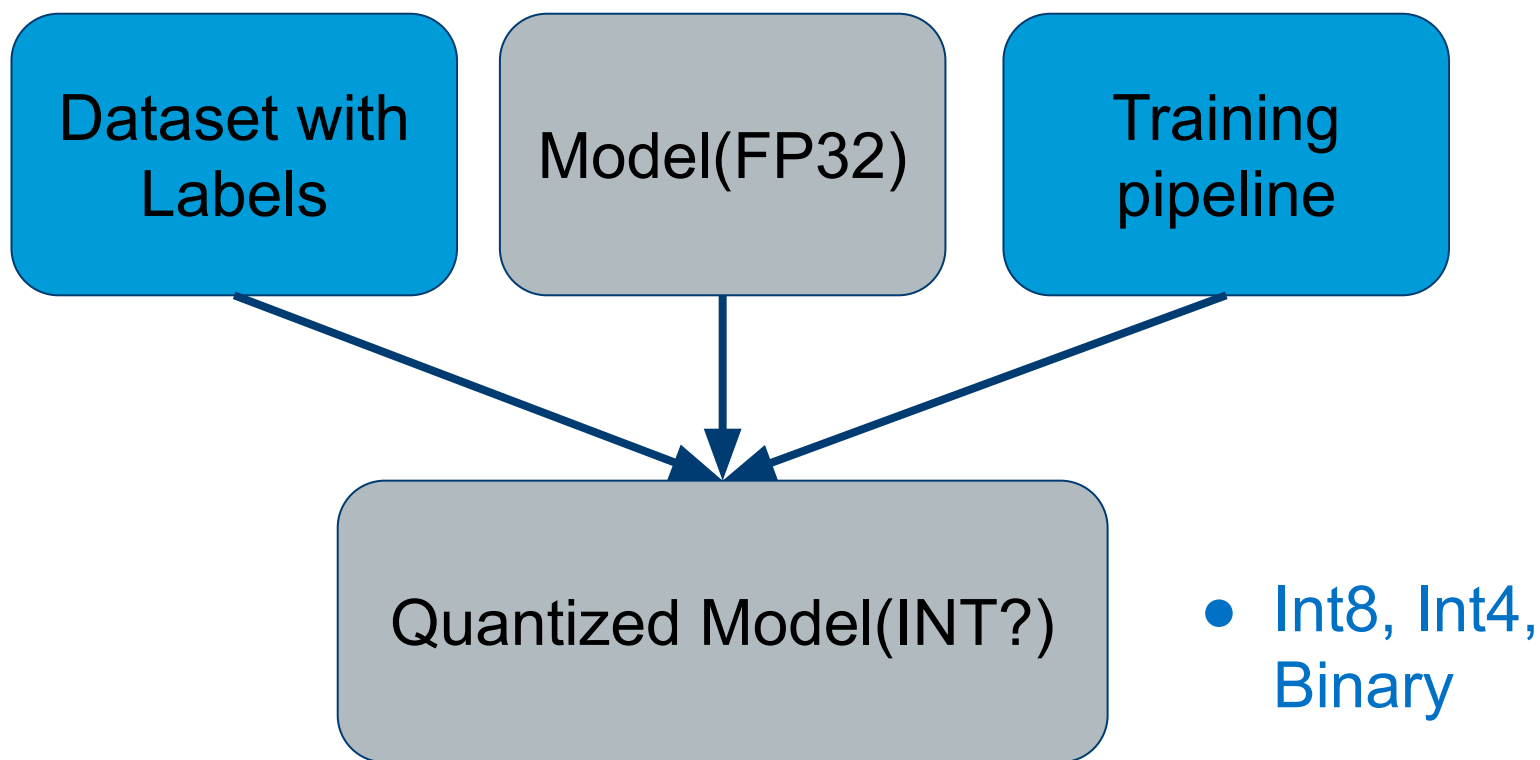 Dataset with
Labels
Model(FP32)
Training
pipeline
Quantized Model(INT?)
● Int8, Int4,
Binary